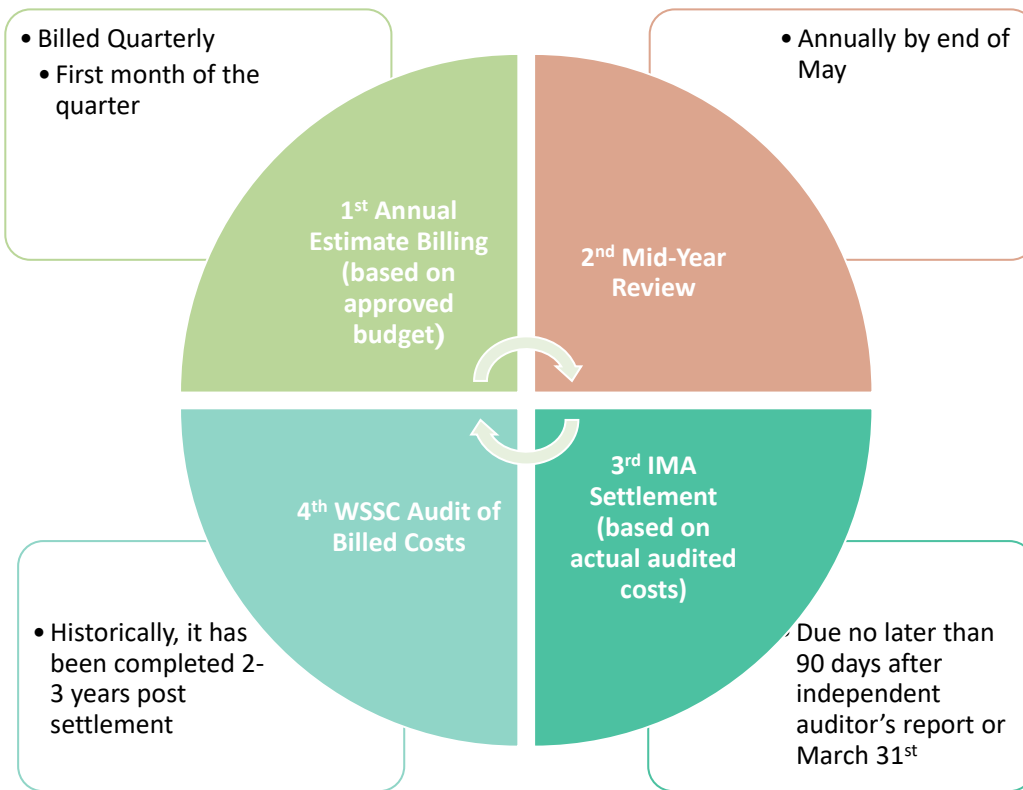 • Billed Quarterly
• First month of the
quarter
• Annually by end of
May
1st Annual
Estimate Billing
(based on
approved
budget)
2nd Mid-Year
Review
4th WSSC Audit of
Billed Costs
3rd IMA
Settlement
(based on
actual audited
costs)
• Historically, it has
been completed 2-
3 years post
settlement
• Due no later than
90 days after
independent
auditor’s report or
March 31st